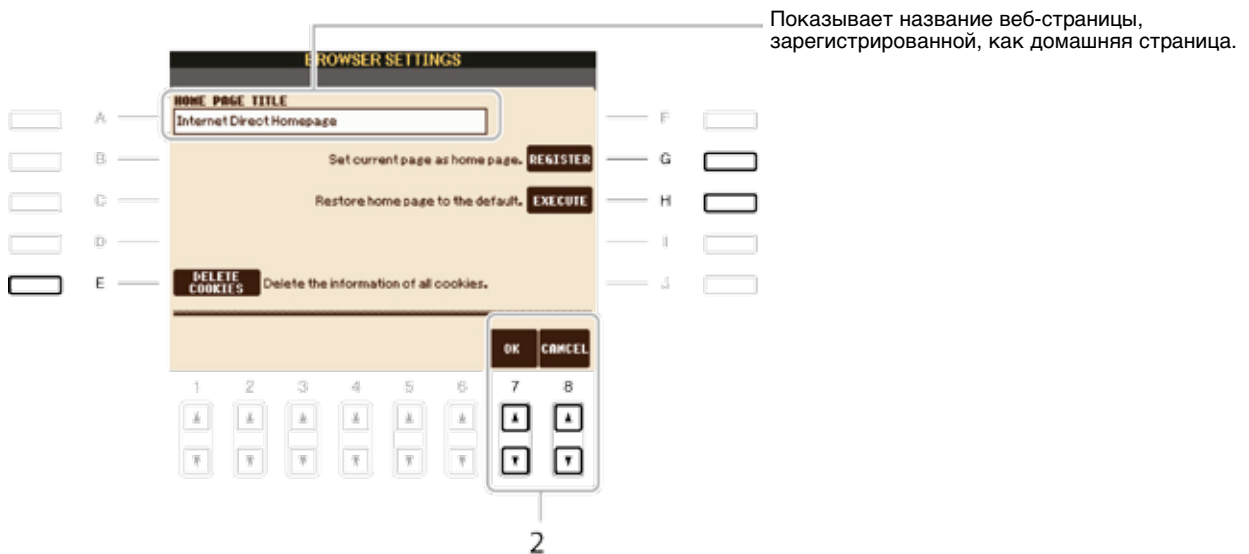 Показывает название веб-страницы,
зарегистрированной, как домашняя страница.
BROWSER SETTINGS
HOME PAGE TITLE
Internet Direct Homepage
A
F
B
Set current page as home page. REGISTER
G
C
Restore home page to the default. EXECUTE
H
D
I
E
DELETE
COOKIES
Delete the information of all cookies.
J
OK CANCEL
1 2 3 4 5 6 7 8
2